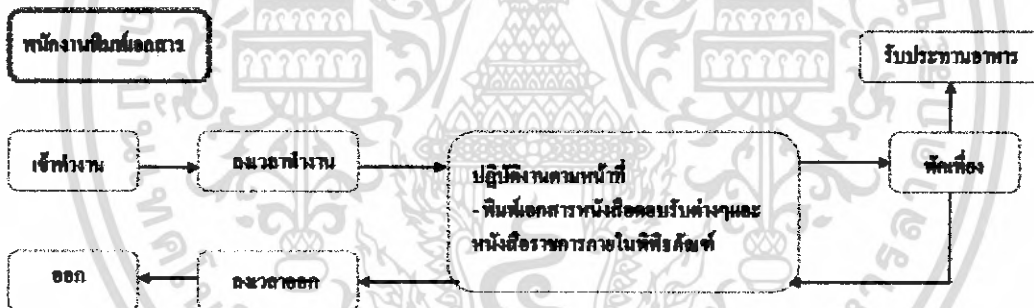 พนักงานพิมพ์เอกสาร
รับประทานอาหาร
เข้าทำงาน
ลงเวลาทำงาน
ปฏิบัติงานตามหน้าที่
- พิมพ์เอกสารหนังสือตอบรับต่างๆและ
หนังสือราชการภายในพิพิธภัณฑ์
พักเที่ยง
ออก
ลงเวลาออก